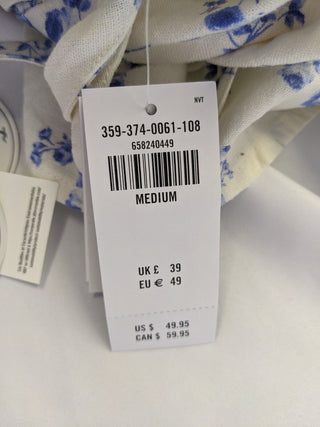 NVT
359-374-0061-108
658240449
MEDIUM
UK £ 39
EU € 49
US $ 49.95
CAN $ 59.95